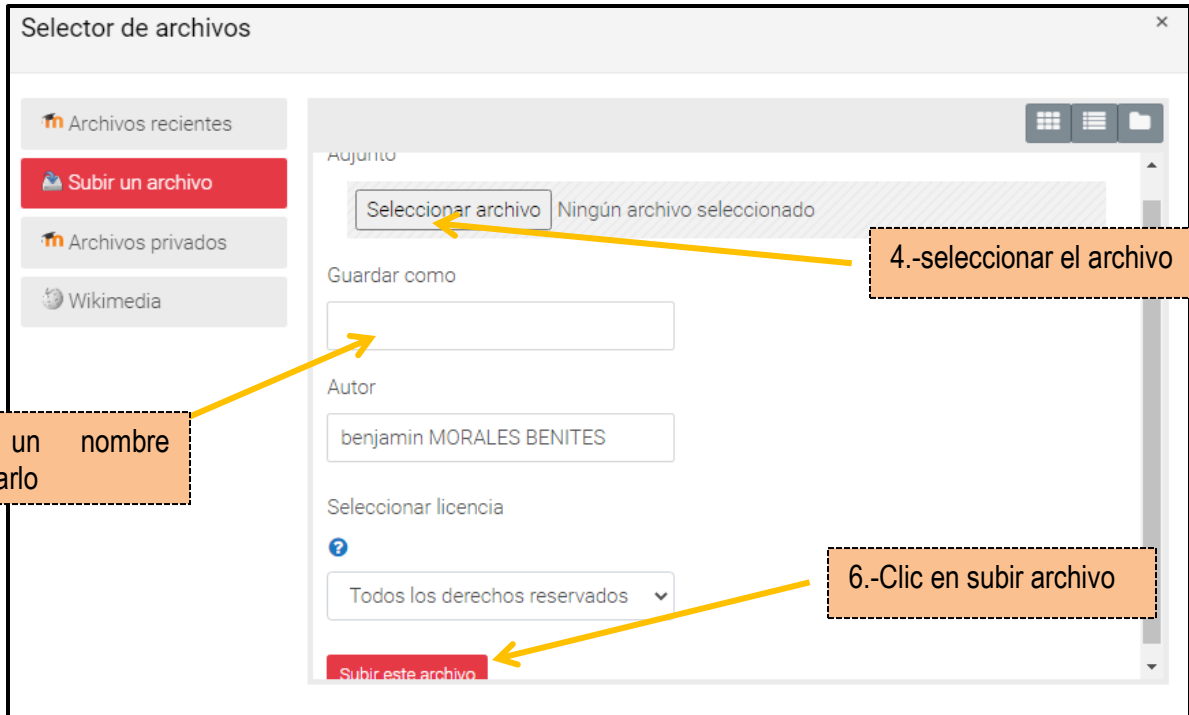 Selector de archivos
×
Archivos recientes
Subir un archivo
Archivos privados
Wikimedia
Adjunto
Seleccionar archivo Ningún archivo seleccionado
4.-seleccionar el archivo
Guardar como
un nombre
arlo
Autor
benjamin MORALES BENITES
Seleccionar licencia
?
Todos los derechos reservados
6.-Clic en subir archivo
Subir este archivo